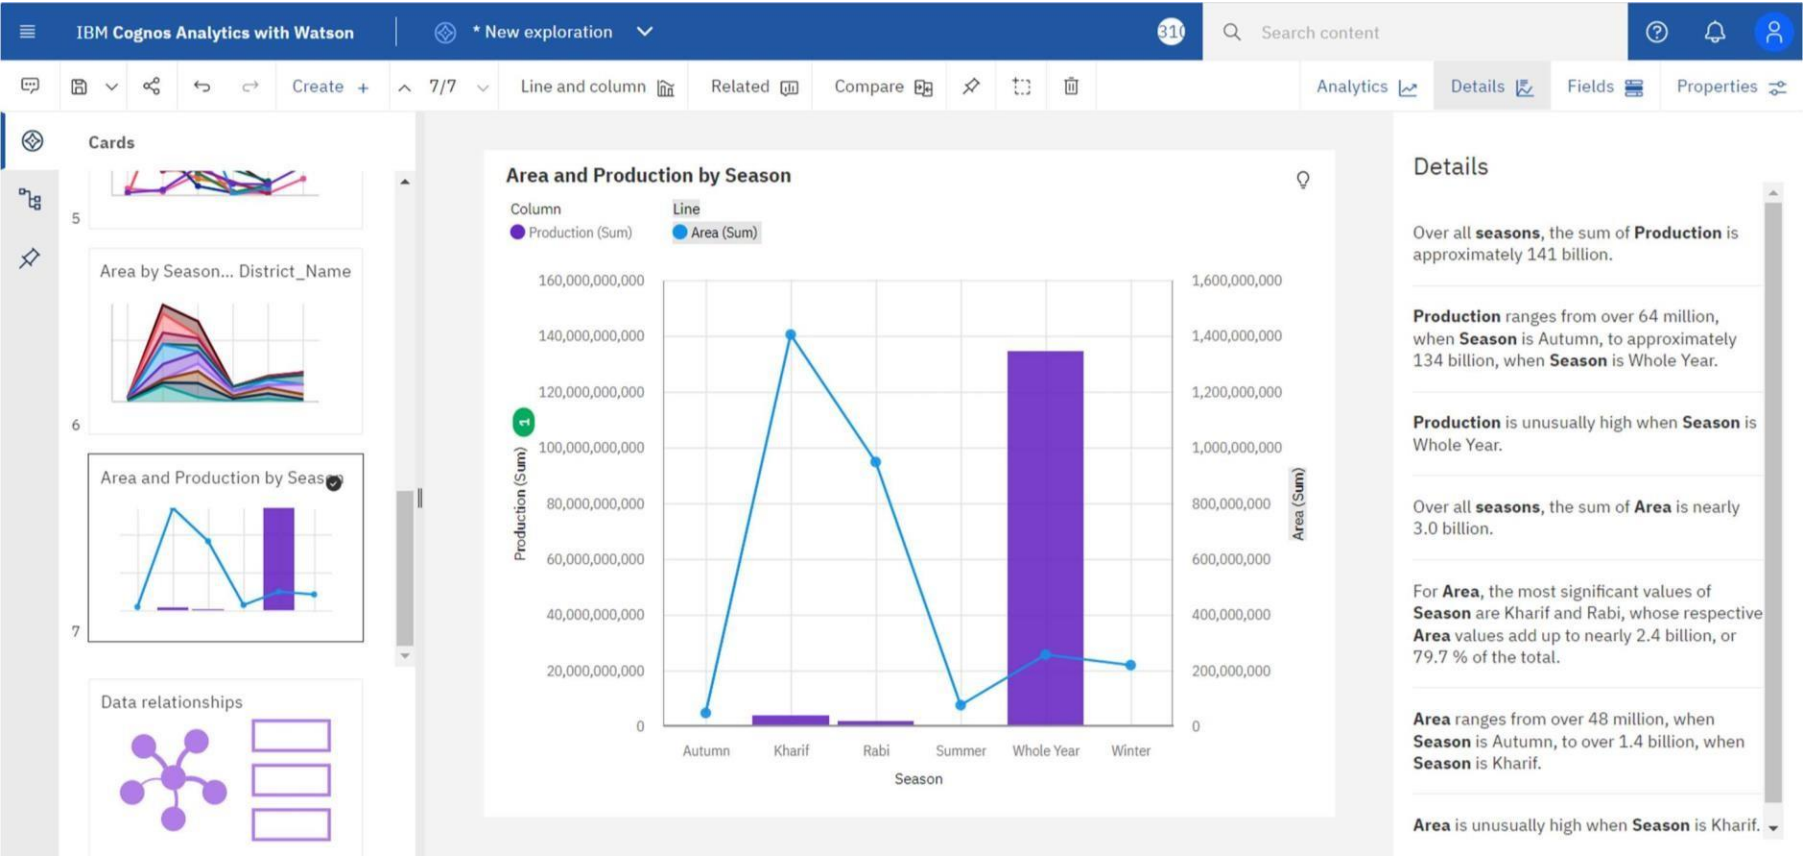 IBM Cognos Analytics with Watson
* New exploration
310
Search content
Create +
7/7
Line and column
Related
Compare
Analytics
Details
Fields
Properties
Cards
5
Area by Season... District_Name
6
Area and Production by Season
7
Data relationships
Area and Production by Season
Column
Line
Production (Sum)
Area (Sum)
160,000,000,000
140,000,000,000
120,000,000,000
100,000,000,000
80,000,000,000
60,000,000,000
40,000,000,000
20,000,000,000
0
1
Production (Sum)
1,600,000,000
1,400,000,000
1,200,000,000
1,000,000,000
800,000,000
600,000,000
400,000,000
200,000,000
0
Area (Sum)
Autumn
Kharif
Rabi
Summer
Whole Year
Winter
Season
Details
Over all seasons, the sum of Production is
approximately 141 billion.
Production ranges from over 64 million,
when Season is Autumn, to approximately
134 billion, when Season is Whole Year.
Production is unusually high when Season is
Whole Year.
Over all seasons, the sum of Area is nearly
3.0 billion.
For Area, the most significant values of
Season are Kharif and Rabi, whose respective
Area values add up to nearly 2.4 billion, or
79.7 % of the total.
Area ranges from over 48 million, when
Season is Autumn, to over 1.4 billion, when
Season is Kharif.
Area is unusually high when Season is Kharif.